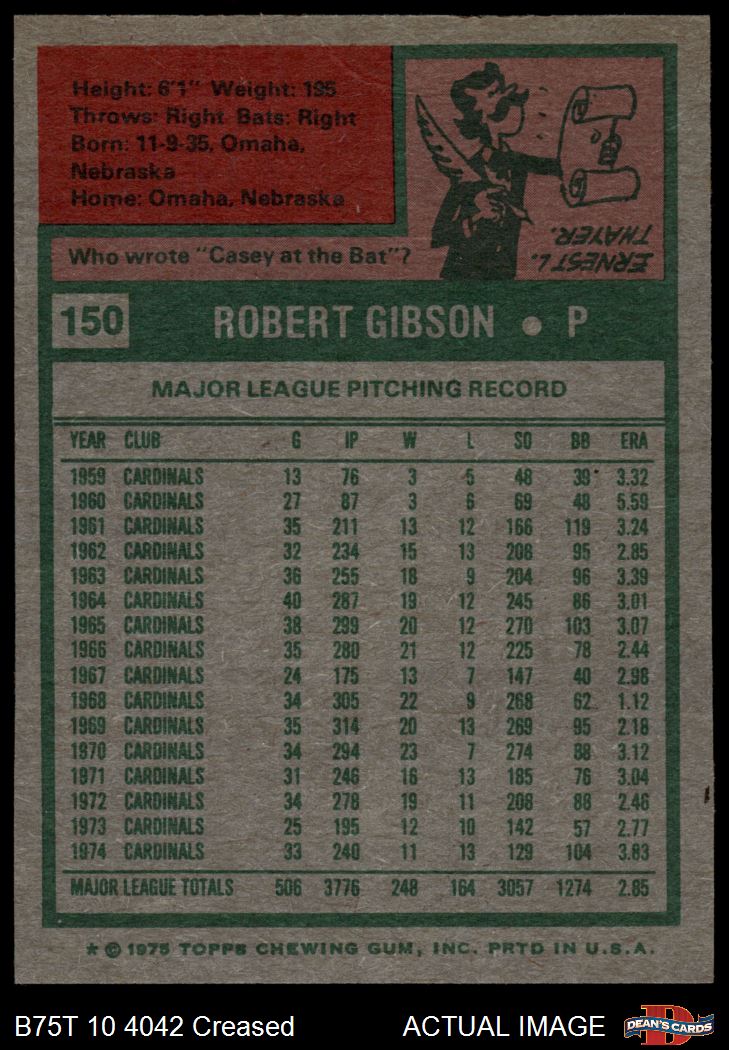 Height: 6'1" Weight: 195
Throws: Right Bats: Right
Born: 11-9-35, Omaha,
Nebraska
Home: Omaha, Nebraska
Who wrote "Casey at the Bat"?
ERNEST L.
THAYER.
150 ROBERT GIBSON • P
MAJOR LEAGUE PITCHING RECORD
YEAR CLUB G IP W L SO BB ERA
1959 CARDINALS 13 76 3 5 48 39 3.32
1960 CARDINALS 27 87 3 6 69 48 5.59
1961 CARDINALS 35 211 13 12 166 119 3.24
1962 CARDINALS 32 234 15 13 208 95 2.85
1963 CARDINALS 36 255 18 9 204 96 3.39
1964 CARDINALS 40 287 19 12 245 86 3.01
1965 CARDINALS 38 299 20 12 270 103 3.07
1966 CARDINALS 35 280 21 12 225 78 2.44
1967 CARDINALS 24 175 13 7 147 40 2.98
1968 CARDINALS 34 305 22 9 268 62 1.12
1969 CARDINALS 35 314 20 13 269 95 2.18
1970 CARDINALS 34 294 23 7 274 88 3.12
1971 CARDINALS 31 246 16 13 185 76 3.04
1972 CARDINALS 34 278 19 11 208 88 2.46
1973 CARDINALS 25 195 12 10 142 57 2.77
1974 CARDINALS 33 240 11 13 129 104 3.83
MAJOR LEAGUE TOTALS 506 3776 248 164 3057 1274 2.85
* © 1975 TOPPS CHEWING GUM, INC. PRTD IN U.S.A.
B75T 10 4042 Creased ACTUAL IMAGE DEAN'S CARDS